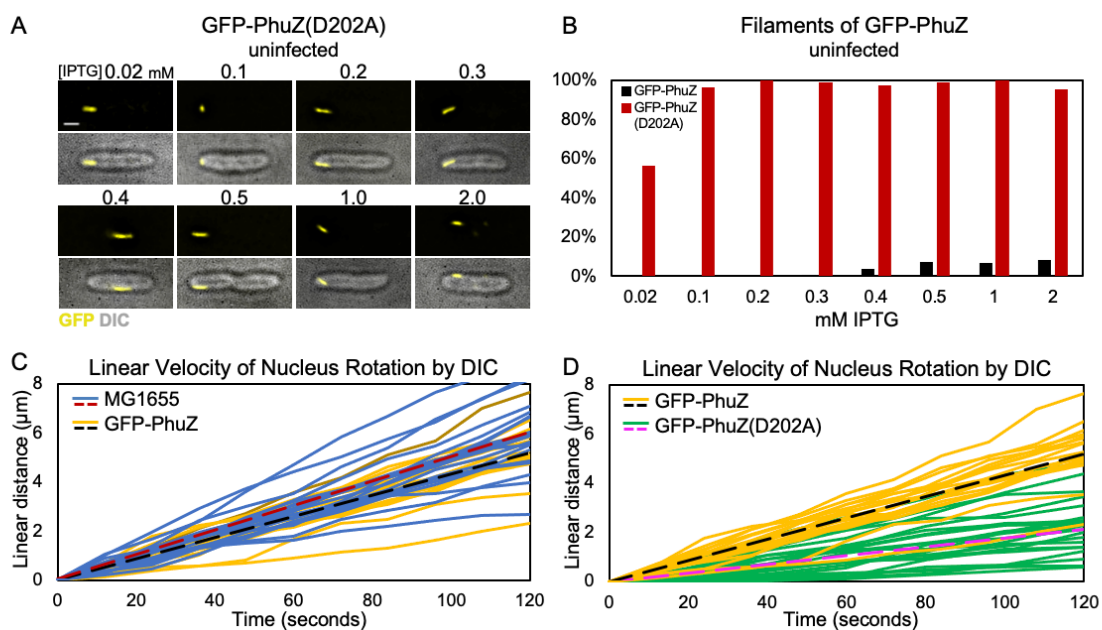 A
GFP-PhuZ(D202A)
uninfected
[IPTG] 0.02 mM 0.1 0.2 0.3
0.4 0.5 1.0 2.0
GFP DIC
B
Filaments of GFP-PhuZ
uninfected
100%
80%
60%
40%
20%
0%
GFP-PhuZ
GFP-PhuZ
(D202A)
0.02 0.1 0.2 0.3 0.4 0.5 1 2
mM IPTG
C
Linear Velocity of Nucleus Rotation by DIC
Linear distance (µm)
8
6
4
2
0
MG1655
GFP-PhuZ
0 20 40 60 80 100 120
Time (seconds)
D
Linear Velocity of Nucleus Rotation by DIC
Linear distance (µm)
8
6
4
2
0
GFP-PhuZ
GFP-PhuZ(D202A)
0 20 40 60 80 100 120
Time (seconds)